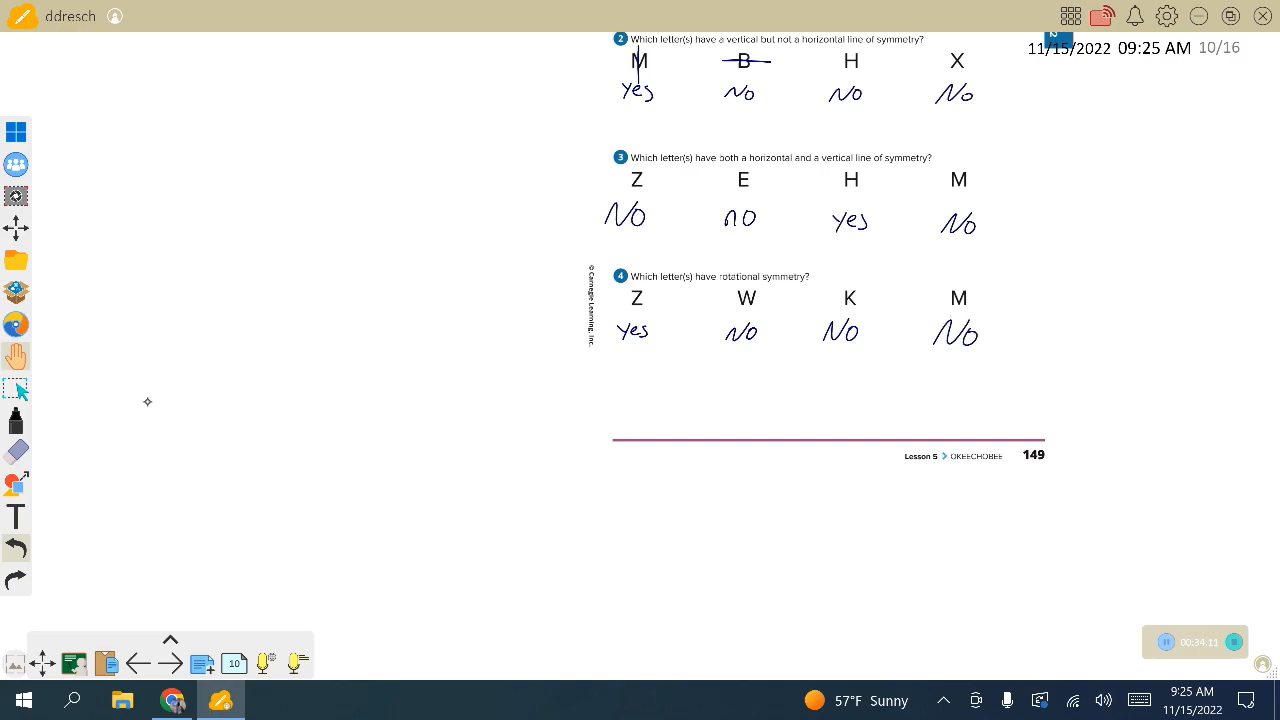 ddresch
11/15/2022 09:25 AM 10/16
2
2 Which letter(s) have a vertical but not a horizontal line of symmetry?
M B H X
Yes No No No
3 Which letter(s) have both a horizontal and a vertical line of symmetry?
Z E H M
NO no yes No
4 Which letter(s) have rotational symmetry?
Z W K M
Yes No No No
© Carnegie Learning, Inc.
Lesson 5 > OKEECHOBEE 149
T
10
00:34:11
57°F Sunny
9:25 AM
11/15/2022